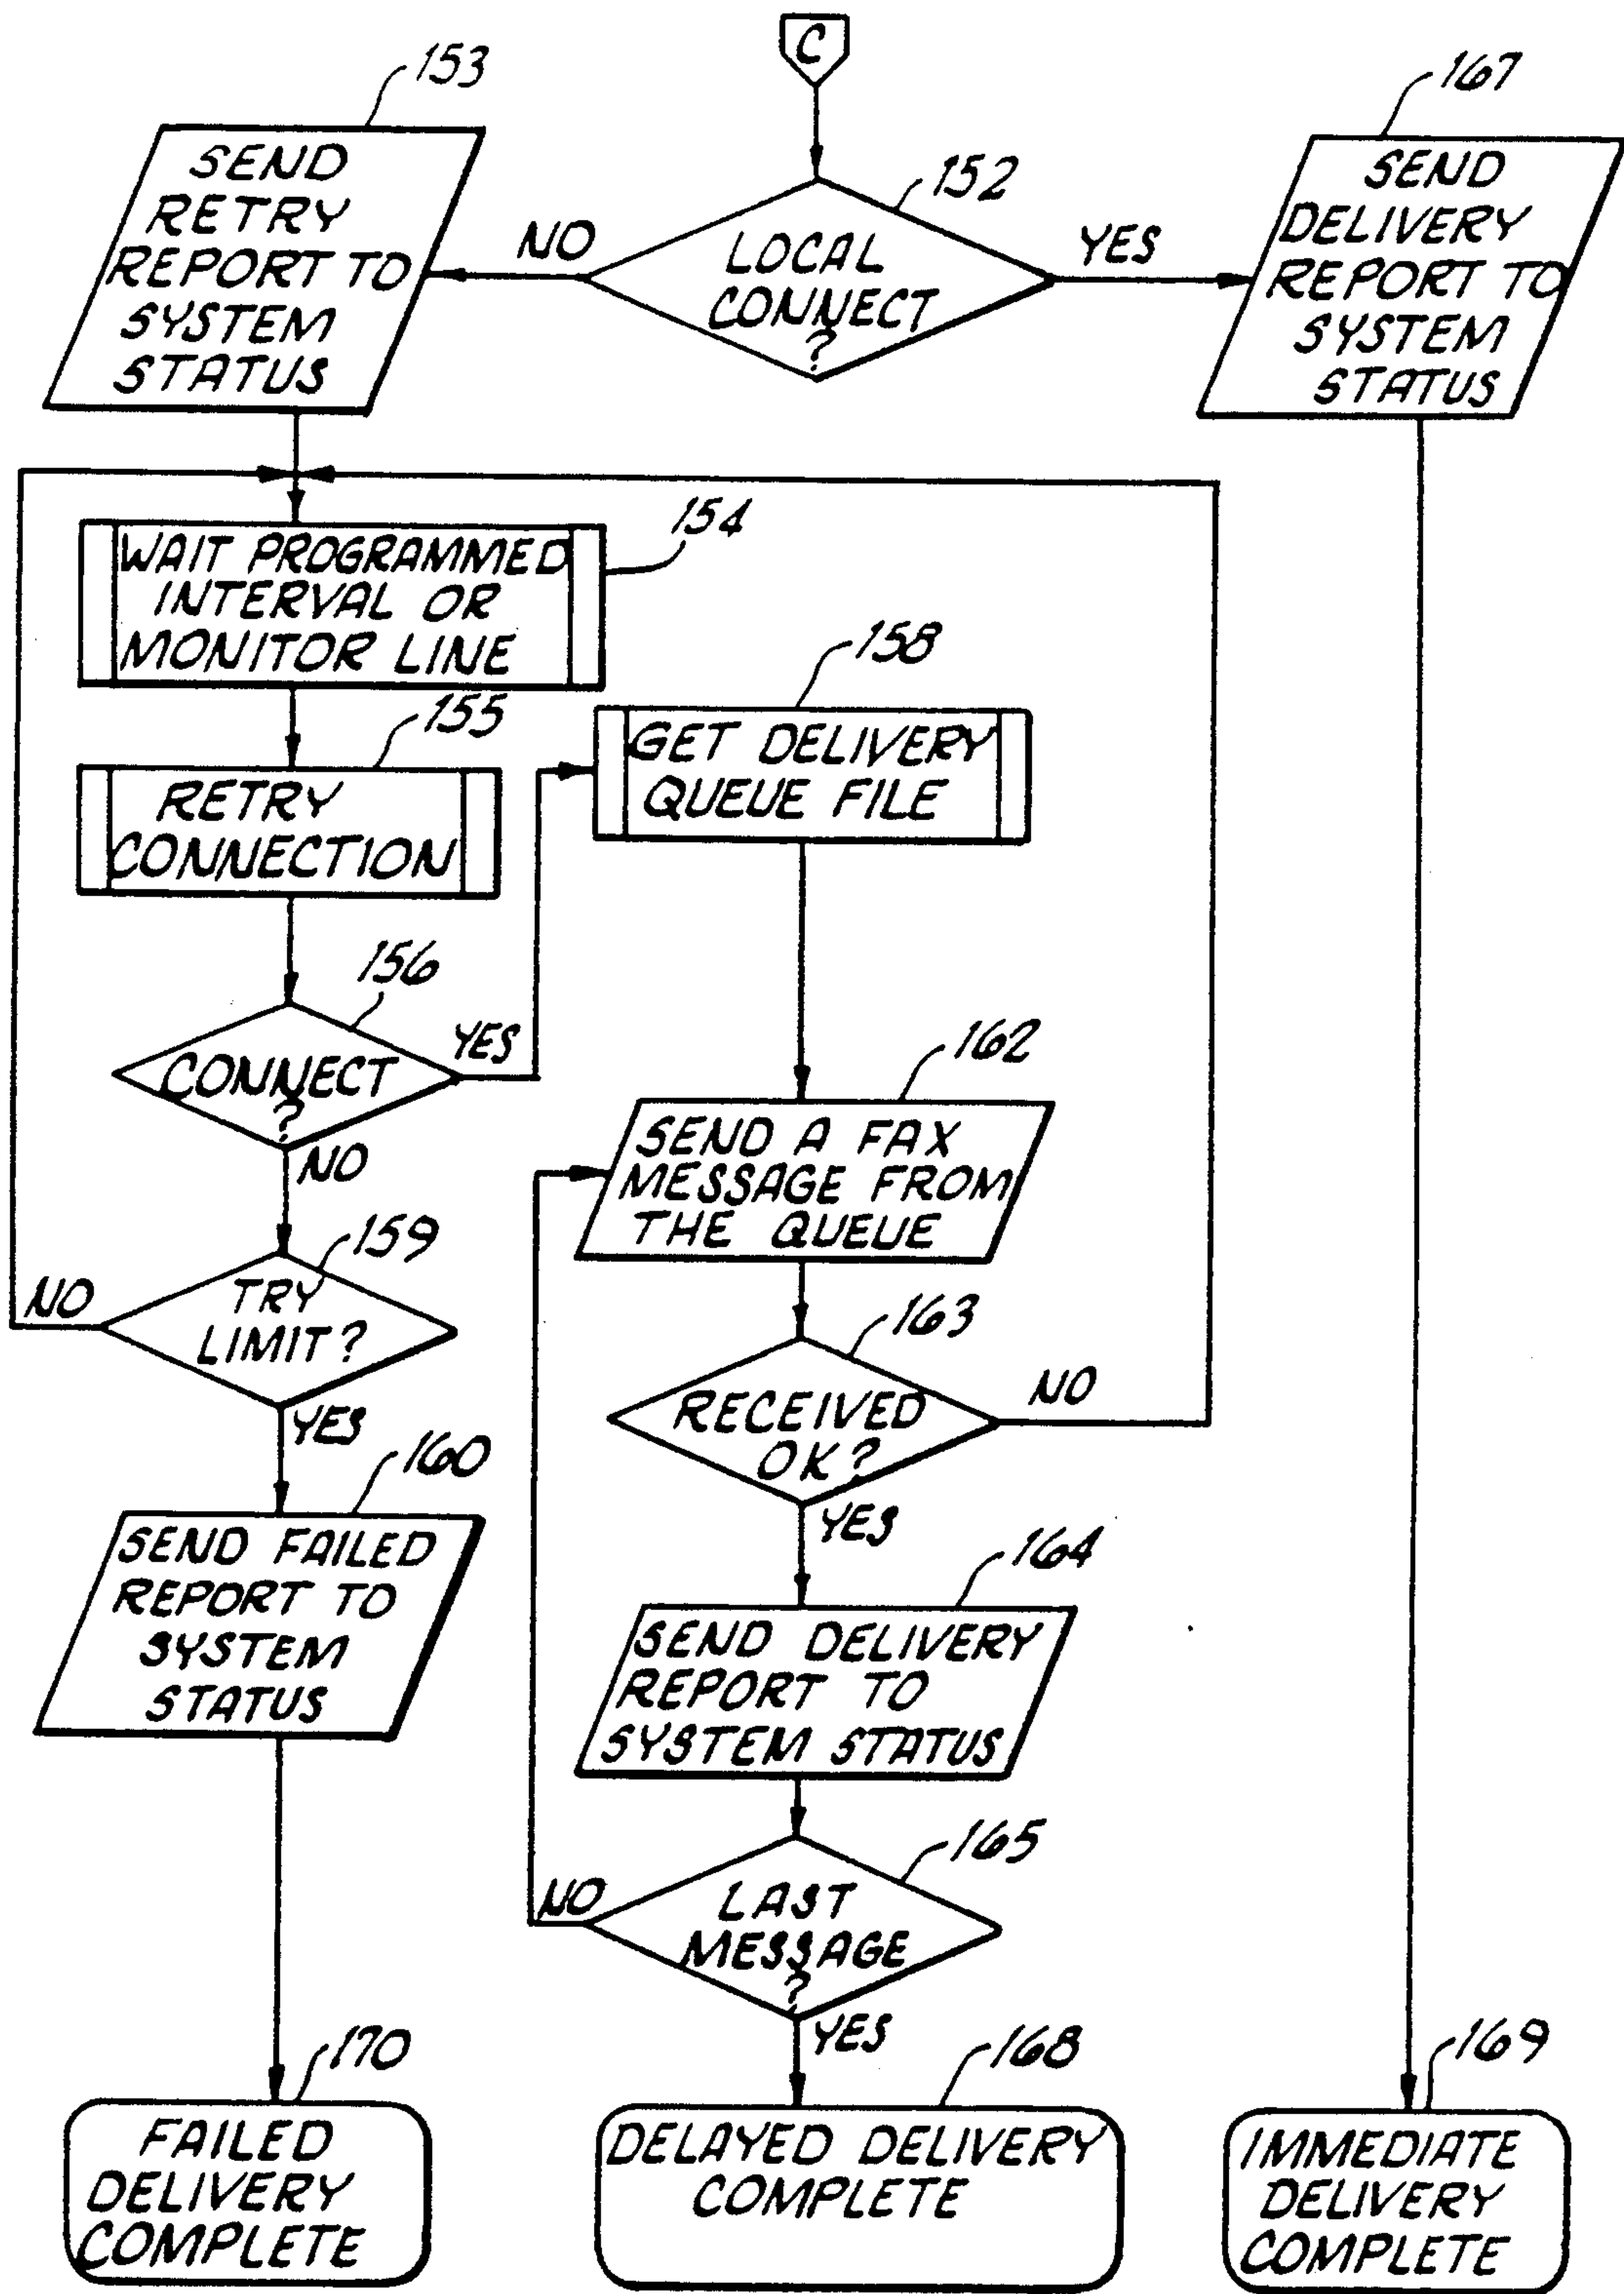 C
153
SEND
RETRY
REPORT TO
SYSTEM
STATUS
NO
152
LOCAL
CONNECT
?
YES
167
SEND
DELIVERY
REPORT TO
SYSTEM
STATUS
154
WAIT PROGRAMMED
INTERVAL OR
MONITOR LINE
155
RETRY
CONNECTION
158
GET DELIVERY
QUEUE FILE
156
CONNECT
?
YES
NO
162
SEND A FAX
MESSAGE FROM
THE QUEUE
159
TRY
LIMIT?
NO
YES
163
RECEIVED
OK?
NO
YES
160
SEND FAILED
REPORT TO
SYSTEM
STATUS
164
SEND DELIVERY
REPORT TO
SYSTEM STATUS
165
LAST
MESSAGE
?
NO
YES
170
FAILED
DELIVERY
COMPLETE
168
DELAYED DELIVERY
COMPLETE
169
IMMEDIATE
DELIVERY
COMPLETE